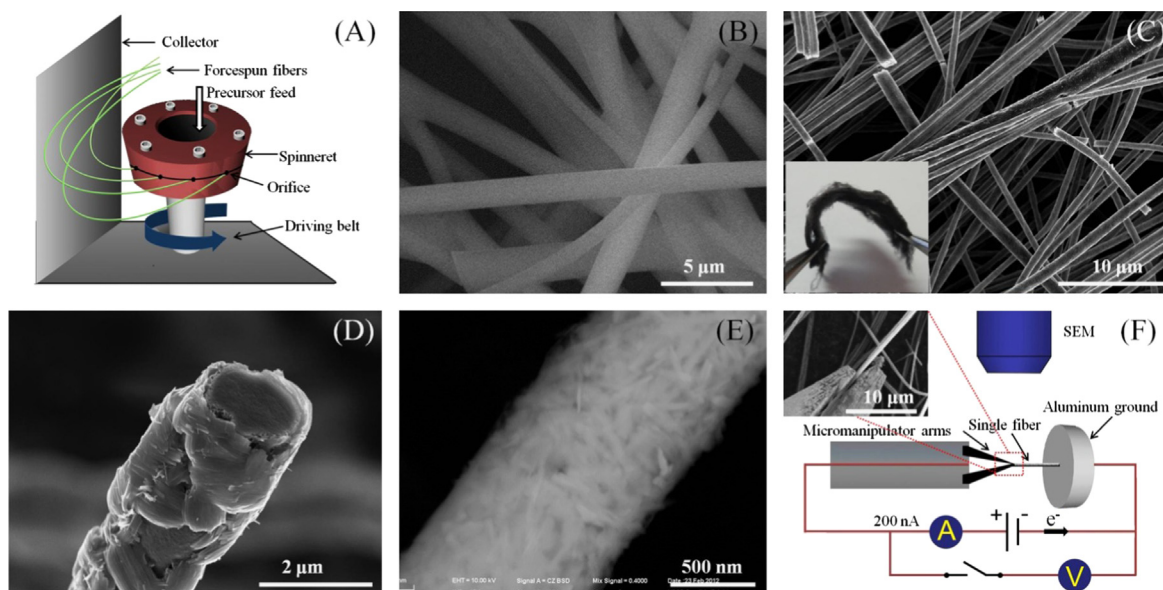 (A)
Collector
Forcespun fibers
Precursor feed
Spinneret
Orifice
Driving belt
(B)
5 μm
(C)
10 μm
(D)
2 μm
(E)
500 nm
EHT = 10.00 kV Signal A = CZ BSD Mix Signal = 0.4000 Date :23 Feb 2012
(F)
10 μm
SEM
Aluminum ground
Single fiber
Micromanipulator arms
200 nA
A
+ -
e-
V